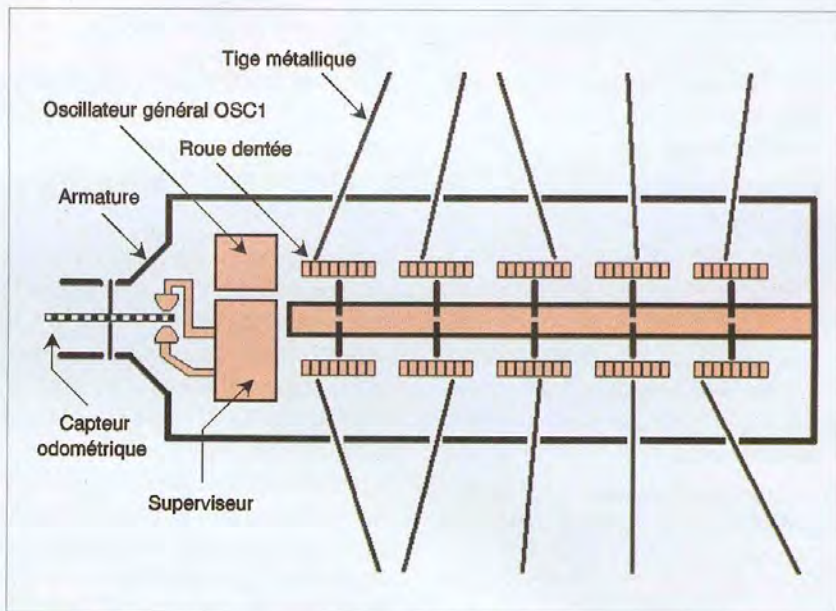 Tige métallique
Oscillateur général OSC1
Roue dentée
Armature
Capteur
odométrique
Superviseur